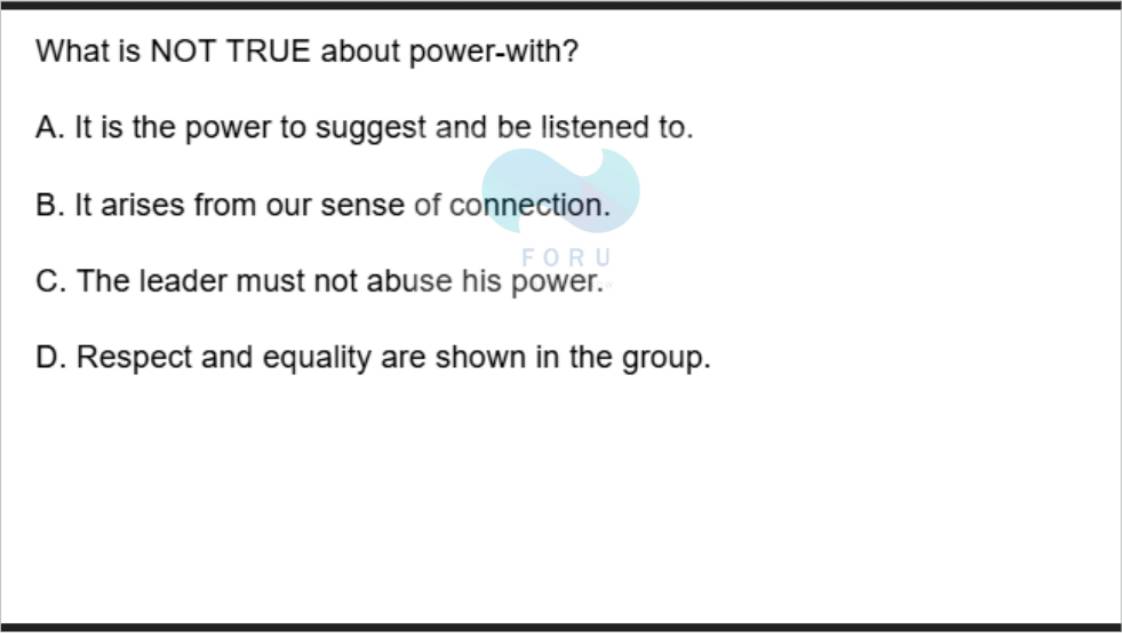 What is NOT TRUE about power-with?
A. It is the power to suggest and be listened to.
B. It arises from our sense of connection.
FORU
C. The leader must not abuse his power.
D. Respect and equality are shown in the group.